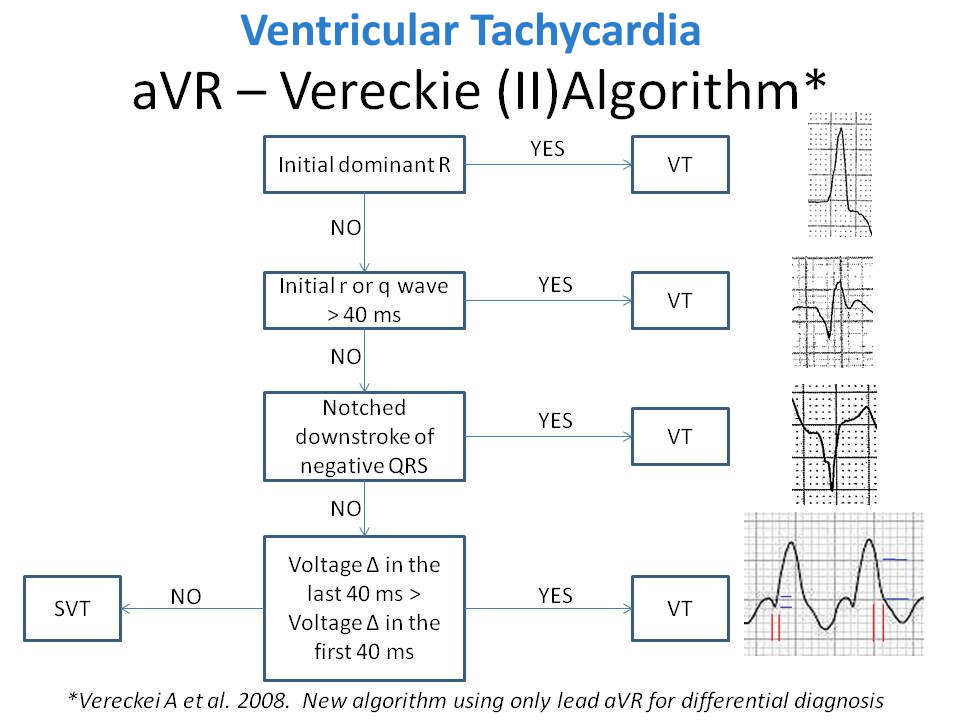 Ventricular Tachycardia
aVR – Vereckie (II)Algorithm*
Initial dominant R
YES
VT
NO
Initial r or q wave
> 40 ms
YES
VT
NO
Notched
downstroke of
negative QRS
YES
VT
NO
Voltage Δ in the
last 40 ms >
Voltage Δ in the
first 40 ms
YES
VT
NO
SVT
*Vereckei A et al. 2008.  New algorithm using only lead aVR for differential diagnosis